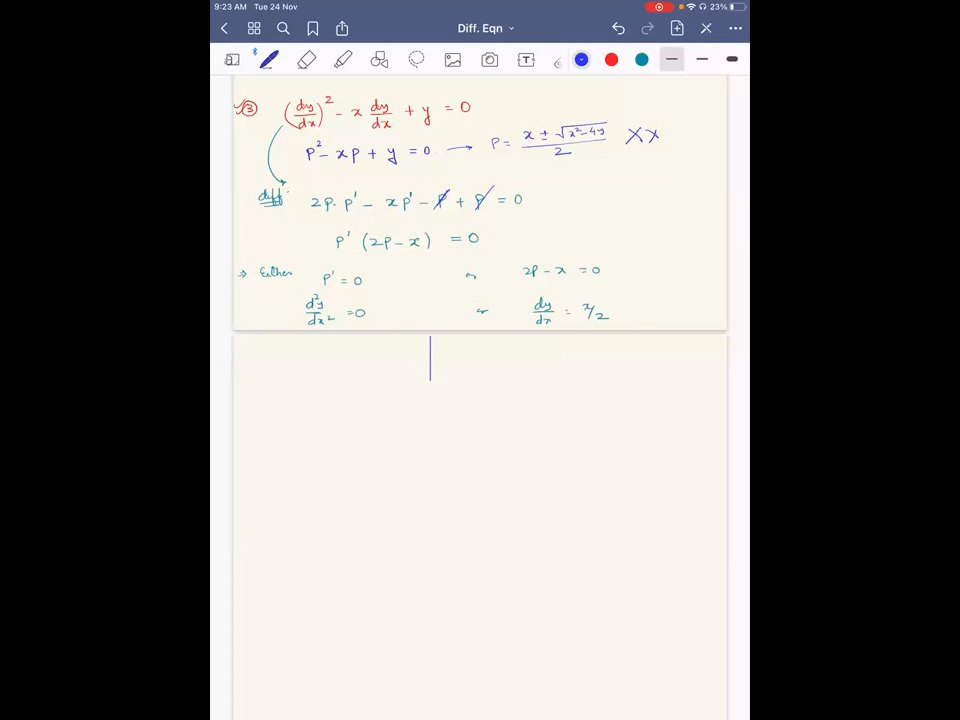 9:23 AM Tue 24 Nov 23%
Diff. Eqn
T
③ (dy/dx)² - x dy/dx + y = 0
p² - xp + y = 0 → p = (x ± √(x²-4y))/2 XX
diff: 2p. p' - xp' - p + p = 0
p' (2p - x) = 0
⇒ Either p' = 0 or 2p - x = 0
d²y/dx² = 0 or dy/dx = x/2